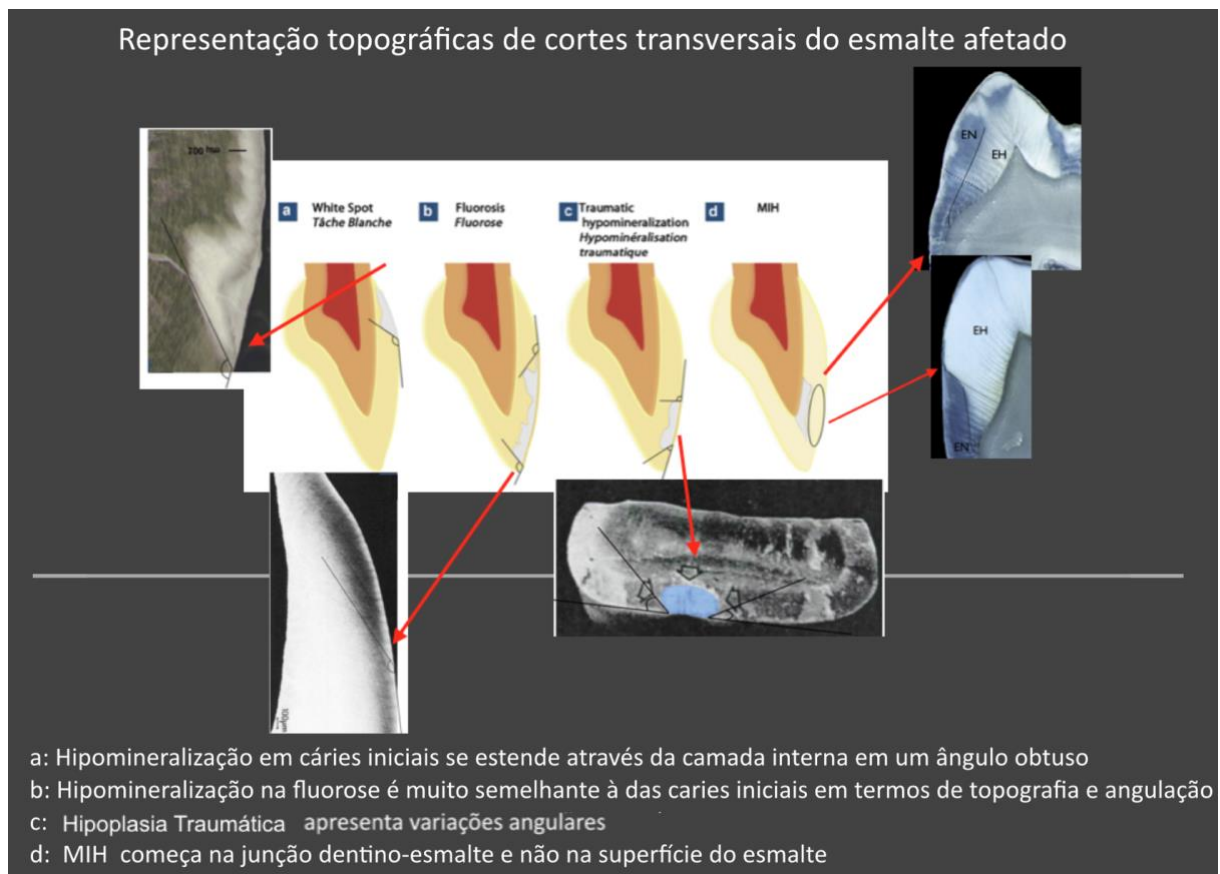 Representação topográficas de cortes transversais do esmalte afetado
a White Spot
Tâche Blanche
b Fluorosis
Fluorose
c Traumatic
hypomineralization
Hypominéralisation
traumatique
d MIH
EN
EH
EH
EN
100µm
a: Hipomineralização em cáries iniciais se estende através da camada interna em um ângulo obtuso
b: Hipomineralização na fluorose é muito semelhante à das caries iniciais em termos de topografia e angulação
c: Hipoplasia Traumática apresenta variações angulares
d: MIH começa na junção dentino-esmalte e não na superfície do esmalte